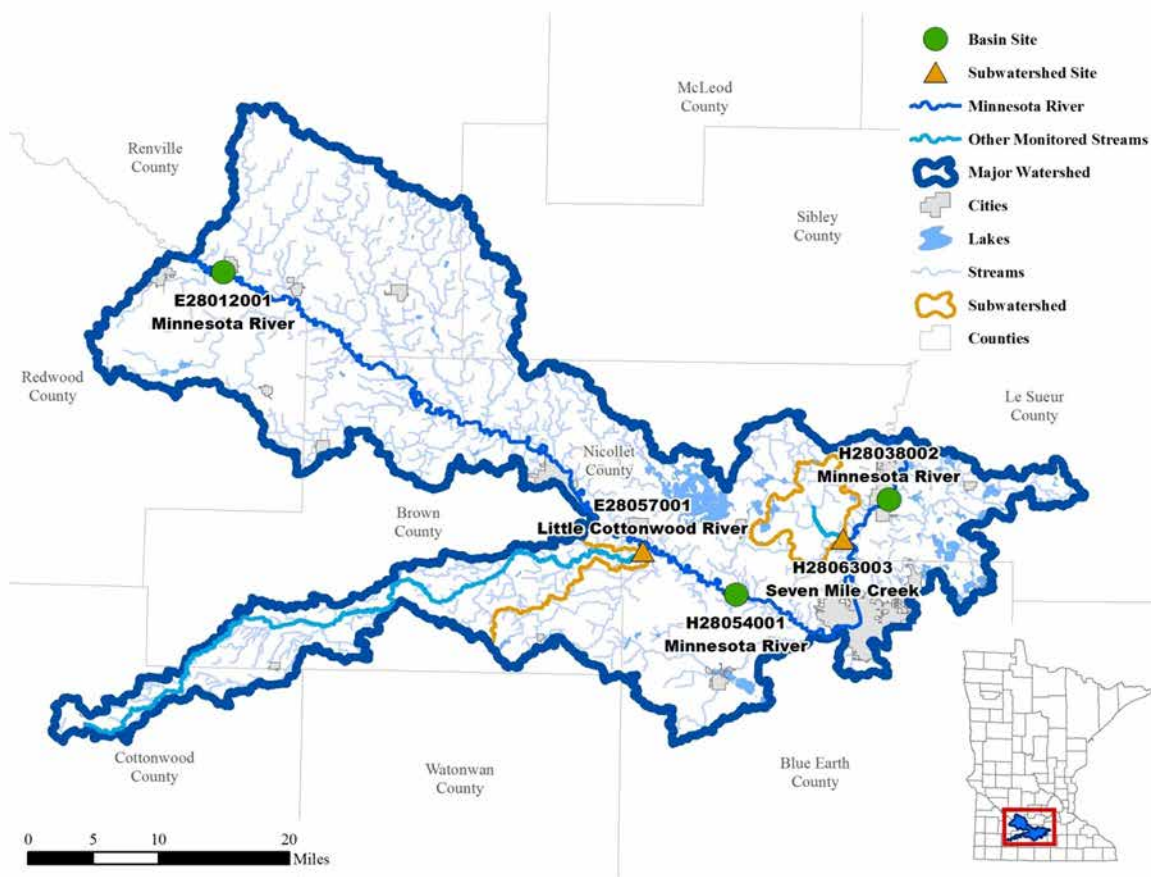 Basin Site
Subwatershed Site
Minnesota River
Other Monitored Streams
Major Watershed
Cities
Lakes
Streams
Subwatershed
Counties
McLeod
County
Renville
County
Sibley
County
E28012001
Minnesota River
Redwood
County
Le Sueur
County
Nicollet
County
H28038002
Minnesota River
Brown
County
E28057001
Little Cottonwood River
H28063003
Seven Mile Creek
H28054001
Minnesota River
Cottonwood
County
Watonwan
County
Blue Earth
County
0 5 10 20
Miles